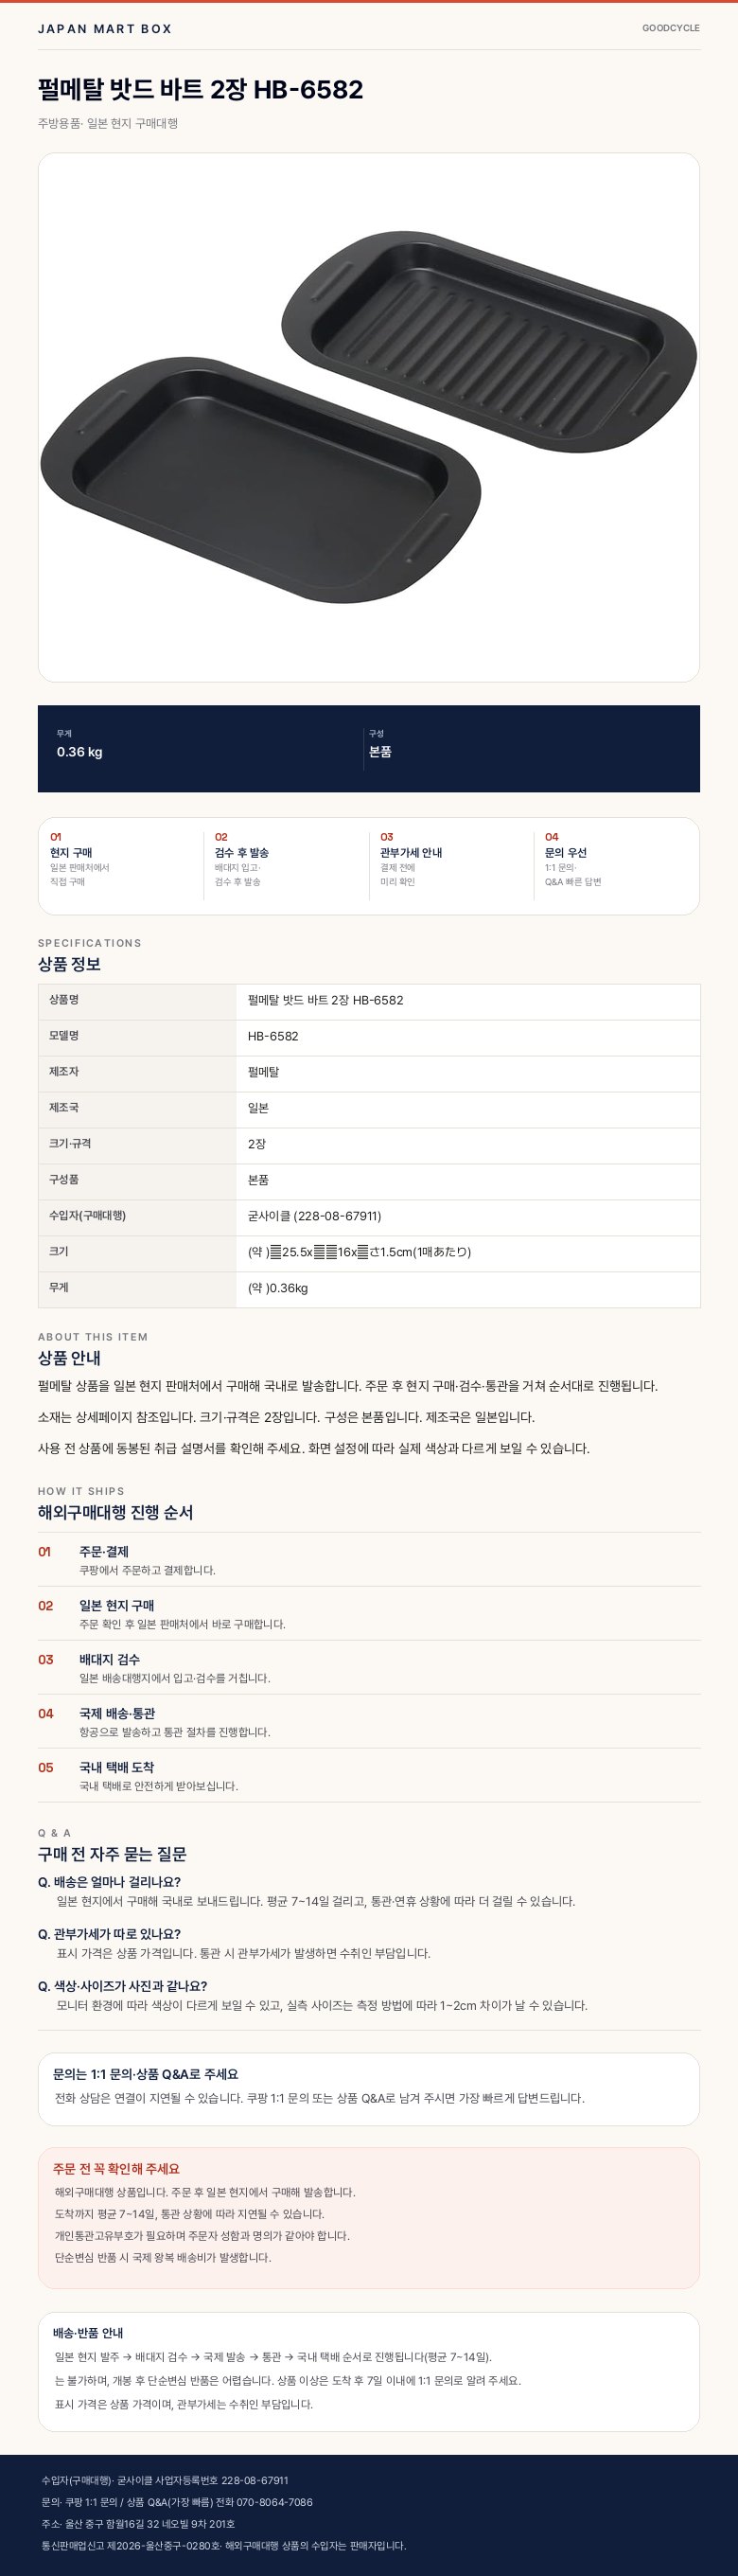 JAPAN MART BOX
GOODCYCLE
펄메탈 밧드 바트 2장 HB-6582
주방용품· 일본 현지 구매대행
무게
0.36 kg
구성
본품
01
현지 구매
일본 판매처에서
직접 구매
02
검수 후 발송
배대지 입고·
검수 후 발송
03
관부가세 안내
결제 전에
미리 확인
04
문의 우선
1:1 문의·
Q&A 빠른 답변
SPECIFICATIONS
상품 정보
상품명 펄메탈 밧드 바트 2장 HB-6582
모델명 HB-6582
제조자 펄메탈
제조국 일본
크기·규격 2장
구성품 본품
수입자(구매대행) 굳사이클 (228-08-67911)
크기 (약 )25.5x16xさ1.5cm(1매あたり)
무게 (약 )0.36kg
ABOUT THIS ITEM
상품 안내
펄메탈 상품을 일본 현지 판매처에서 구매해 국내로 발송합니다. 주문 후 현지 구매·검수·통관을 거쳐 순서대로 진행됩니다.
소재는 상세페이지 참조입니다. 크기·규격은 2장입니다. 구성은 본품입니다. 제조국은 일본입니다.
사용 전 상품에 동봉된 취급 설명서를 확인해 주세요. 화면 설정에 따라 실제 색상과 다르게 보일 수 있습니다.
HOW IT SHIPS
해외구매대행 진행 순서
01 주문·결제
쿠팡에서 주문하고 결제합니다.
02 일본 현지 구매
주문 확인 후 일본 판매처에서 바로 구매합니다.
03 배대지 검수
일본 배송대행지에서 입고·검수를 거칩니다.
04 국제 배송·통관
항공으로 발송하고 통관 절차를 진행합니다.
05 국내 택배 도착
국내 택배로 안전하게 받아보십니다.
Q & A
구매 전 자주 묻는 질문
Q. 배송은 얼마나 걸리나요?
일본 현지에서 구매해 국내로 보내드립니다. 평균 7~14일 걸리고, 통관·연휴 상황에 따라 더 걸릴 수 있습니다.
Q. 관부가세가 따로 있나요?
표시 가격은 상품 가격입니다. 통관 시 관부가세가 발생하면 수취인 부담입니다.
Q. 색상·사이즈가 사진과 같나요?
모니터 환경에 따라 색상이 다르게 보일 수 있고, 실측 사이즈는 측정 방법에 따라 1~2cm 차이가 날 수 있습니다.
문의는 1:1 문의·상품 Q&A로 주세요
전화 상담은 연결이 지연될 수 있습니다. 쿠팡 1:1 문의 또는 상품 Q&A로 남겨 주시면 가장 빠르게 답변드립니다.
주문 전 꼭 확인해 주세요
해외구매대행 상품입니다. 주문 후 일본 현지에서 구매해 발송합니다.
도착까지 평균 7~14일, 통관 상황에 따라 지연될 수 있습니다.
개인통관고유부호가 필요하며 주문자 성함과 명의가 같아야 합니다.
단순변심 반품 시 국제 왕복 배송비가 발생합니다.
배송·반품 안내
일본 현지 발주 → 배대지 검수 → 국제 발송 → 통관 → 국내 택배 순서로 진행됩니다(평균 7~14일).
는 불가하며, 개봉 후 단순변심 반품은 어렵습니다. 상품 이상은 도착 후 7일 이내에 1:1 문의로 알려 주세요.
표시 가격은 상품 가격이며, 관부가세는 수취인 부담입니다.
수입자(구매대행)· 굳사이클 사업자등록번호 228-08-67911
문의· 쿠팡 1:1 문의 / 상품 Q&A(가장 빠름) 전화 070-8064-7086
주소· 울산 중구 함월16길 32 네오빌 9차 201호
통신판매업신고 제2026-울산중구-0280호· 해외구매대행 상품의 수입자는 판매자입니다.